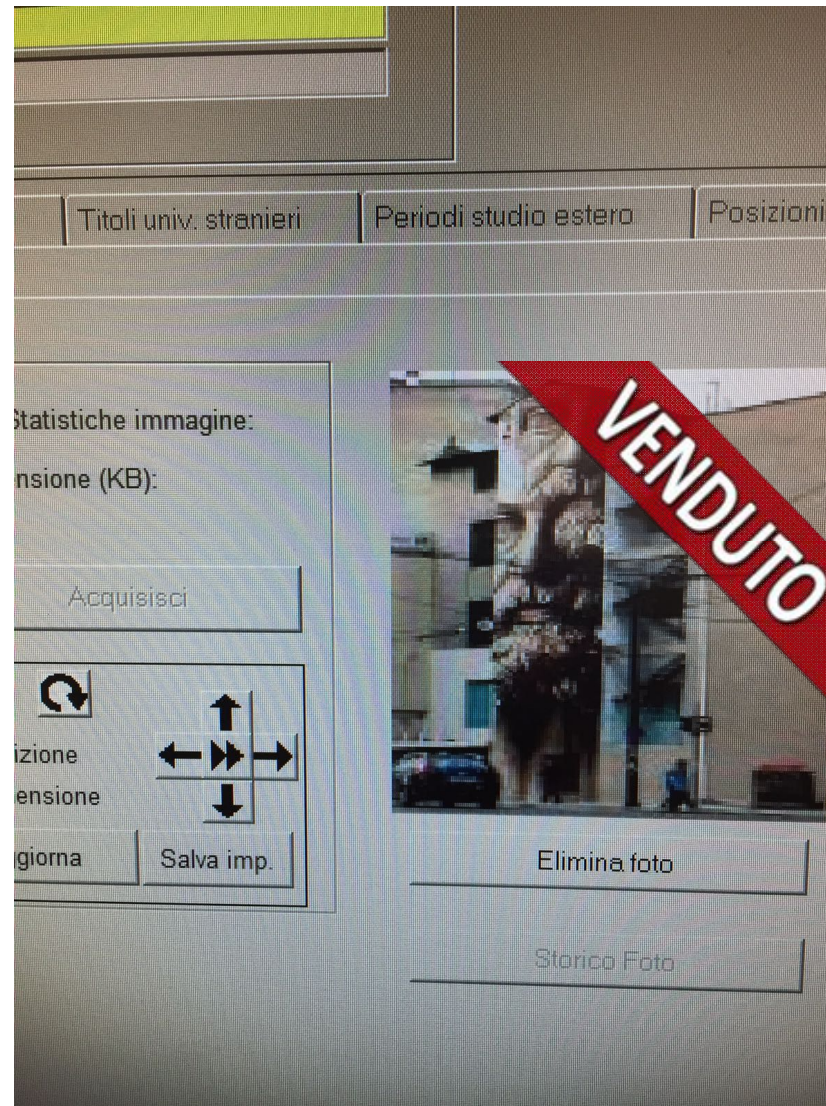 Titoli univ. stranieri
Periodi studio estero
Posizioni
Statistiche immagine:
nsione (KB):
Acquisisci
VENDUTO
izione
ensione
giorna
Salva imp.
Elimina foto
Storico Foto